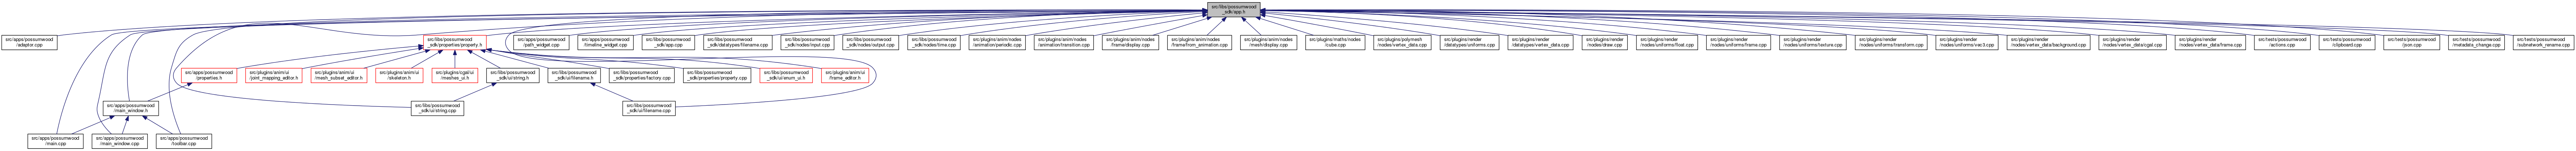 src/libs/possumwood
_sdk/app.h
src/apps/possumwood
/adaptor.cpp
src/libs/possumwood
_sdk/properties/property.h
src/apps/possumwood
/path_widget.cpp
src/apps/possumwood
/timeline_widget.cpp
src/libs/possumwood
_sdk/app.cpp
src/libs/possumwood
_sdk/datatypes/filename.cpp
src/libs/possumwood
_sdk/nodes/input.cpp
src/libs/possumwood
_sdk/nodes/output.cpp
src/libs/possumwood
_sdk/nodes/time.cpp
src/plugins/anim/nodes
/animation/periodic.cpp
src/plugins/anim/nodes
/animation/transition.cpp
src/plugins/anim/nodes
/frame/display.cpp
src/plugins/anim/nodes
/frame/from_animation.cpp
src/plugins/anim/nodes
/mesh/display.cpp
src/plugins/maths/nodes
/cube.cpp
src/plugins/polymesh
/nodes/vertex_data.cpp
src/plugins/render
/datatypes/uniforms.cpp
src/plugins/render
/datatypes/vertex_data.cpp
src/plugins/render
/nodes/draw.cpp
src/plugins/render
/nodes/uniforms/float.cpp
src/plugins/render
/nodes/uniforms/frame.cpp
src/plugins/render
/nodes/uniforms/texture.cpp
src/plugins/render
/nodes/uniforms/transform.cpp
src/plugins/render
/nodes/uniforms/vec3.cpp
src/plugins/render
/nodes/vertex_data/background.cpp
src/plugins/render
/nodes/vertex_data/cgal.cpp
src/plugins/render
/nodes/vertex_data/frame.cpp
src/tests/possumwood
/actions.cpp
src/tests/possumwood
/clipboard.cpp
src/tests/possumwood
/json.cpp
src/tests/possumwood
/metadata_change.cpp
src/tests/possumwood
/subnetwork_rename.cpp
src/apps/possumwood
/properties.h
src/plugins/anim/ui
/joint_mapping_editor.h
src/plugins/anim/ui
/mesh_subset_editor.h
src/plugins/anim/ui
/skeleton.h
src/plugins/cgal/ui
/meshes_ui.h
src/libs/possumwood
_sdk/ui/string.h
src/libs/possumwood
_sdk/ui/filename.h
src/libs/possumwood
_sdk/properties/factory.cpp
src/libs/possumwood
_sdk/properties/property.cpp
src/libs/possumwood
_sdk/ui/enum_ui.h
src/plugins/anim/ui
/frame_editor.h
src/apps/possumwood
/main_window.h
src/libs/possumwood
_sdk/ui/string.cpp
src/libs/possumwood
_sdk/ui/filename.cpp
src/apps/possumwood
/main.cpp
src/apps/possumwood
/main_window.cpp
src/apps/possumwood
/toolbar.cpp